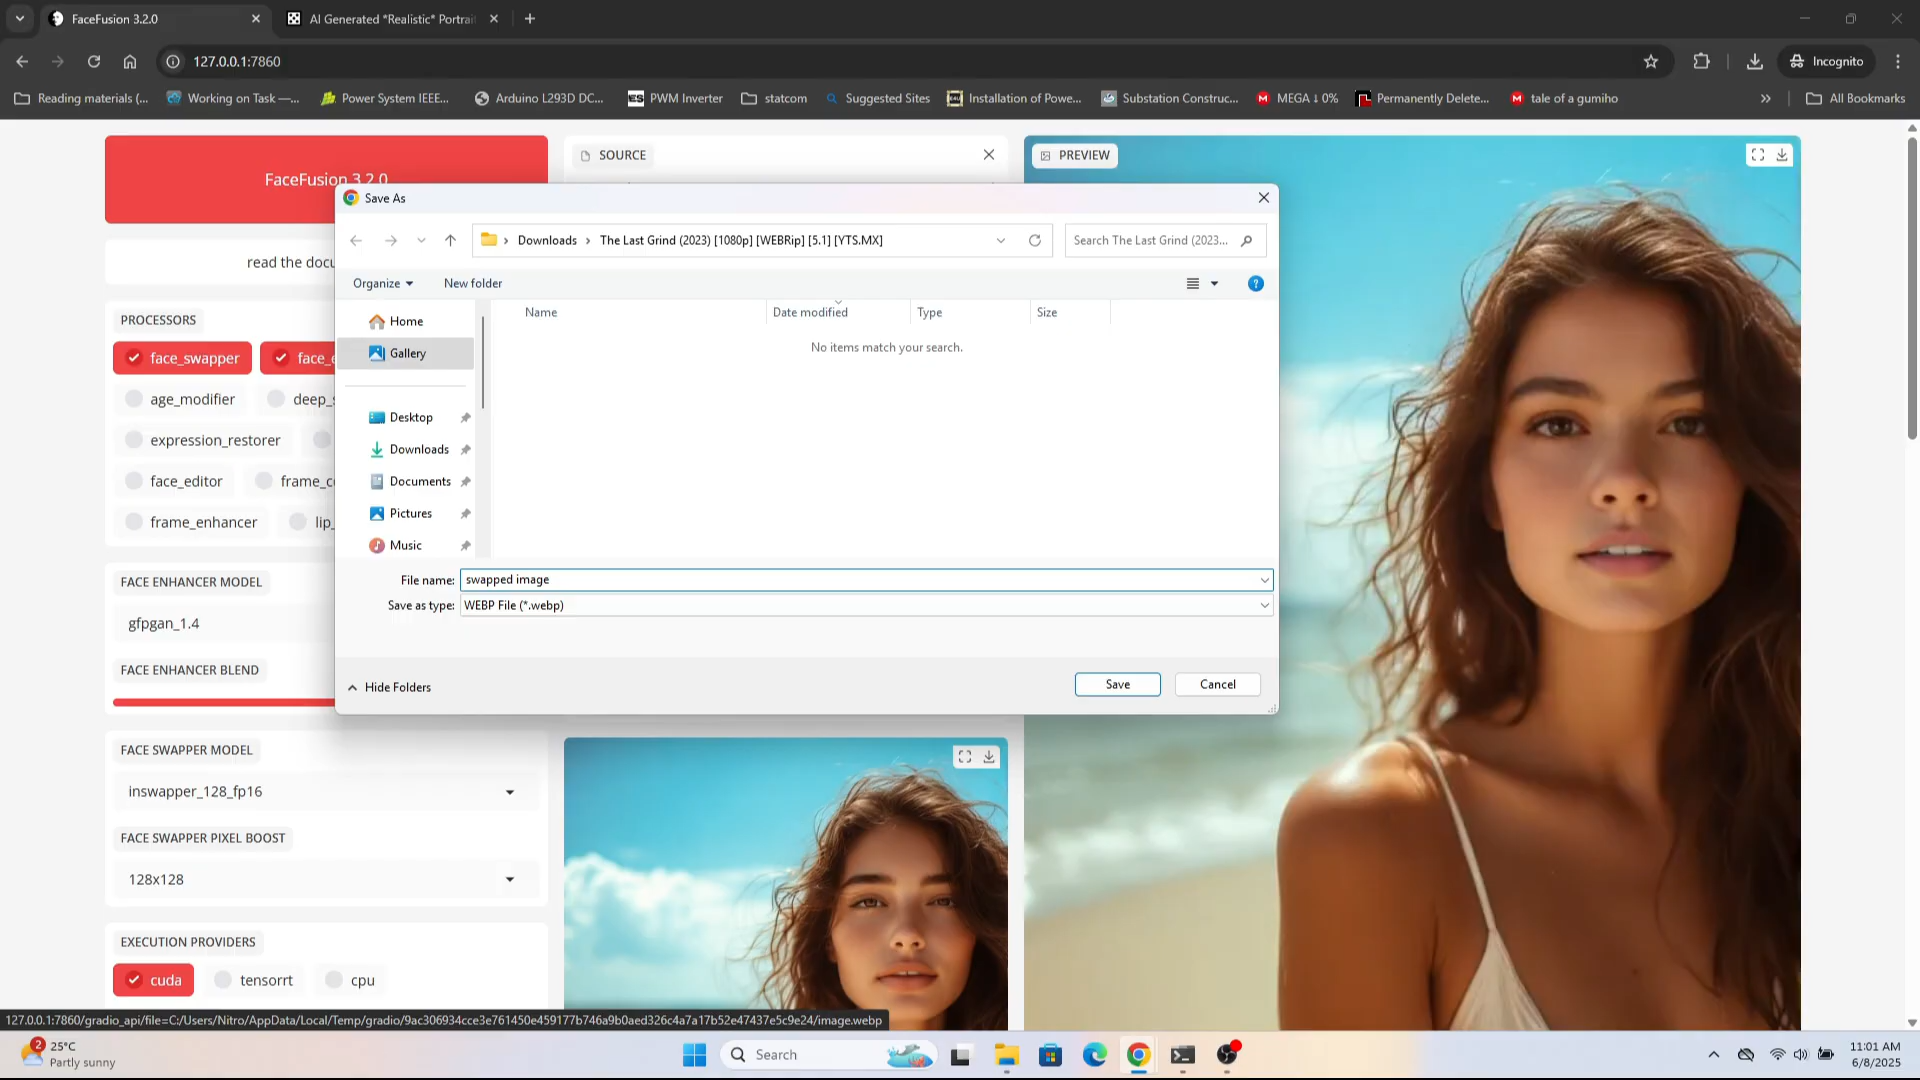 FaceFusion 3.2.0
AI Generated *Realistic* Portrai
127.0.0.1:7860
Incognito
Reading materials (...
Working on Task —...
Power System IEEE...
Arduino L293D DC...
PWM Inverter
statcom
Suggested Sites
Installation of Powe...
Substation Construc...
MEGA ↓ 0%
Permanently Delete...
tale of a gumiho
All Bookmarks
FaceFusion 3.2.0
read the docu
SOURCE
PREVIEW
Save As
Downloads
The Last Grind (2023) [1080p] [WEBRip] [5.1] [YTS.MX]
Search The Last Grind (2023...
Organize
New folder
Name
Date modified
Type
Size
No items match your search.
Home
Gallery
Desktop
Downloads
Documents
Pictures
Music
File name: swapped image
Save as type: WEBP File (*.webp)
Hide Folders
Save
Cancel
PROCESSORS
face_swapper
face_e
age_modifier
deep_s
expression_restorer
face_editor
frame_c
frame_enhancer
lip_
FACE ENHANCER MODEL
gfpgan_1.4
FACE ENHANCER BLEND
FACE SWAPPER MODEL
inswapper_128_fp16
FACE SWAPPER PIXEL BOOST
128x128
EXECUTION PROVIDERS
cuda
tensorrt
cpu
127.0.0.1:7860/gradio_api/file=C:/Users/Nitro/AppData/Local/Temp/gradio/9ac306934cce3e761450e459177b746a9b0aed326c4a7a17b52e47437e5c9e24/image.webp
2
25°C
Partly sunny
Search
11:01 AM
6/8/2025